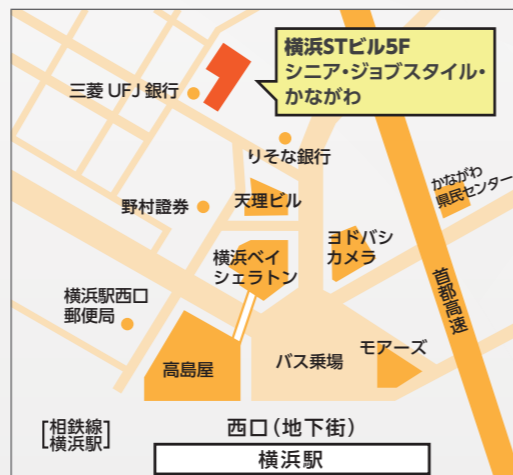 横浜STビル5F
シニア・ジョブスタイル・
かながわ
三菱UFJ銀行
りそな銀行
かながわ
県民センター
天理ビル
野村證券
ヨドバシ
カメラ
横浜ベイ
シェラトン
首都高速
横浜駅西口
郵便局
モアーズ
バス乗場
高島屋
[相鉄線
横浜駅]
西口(地下街)
横浜駅